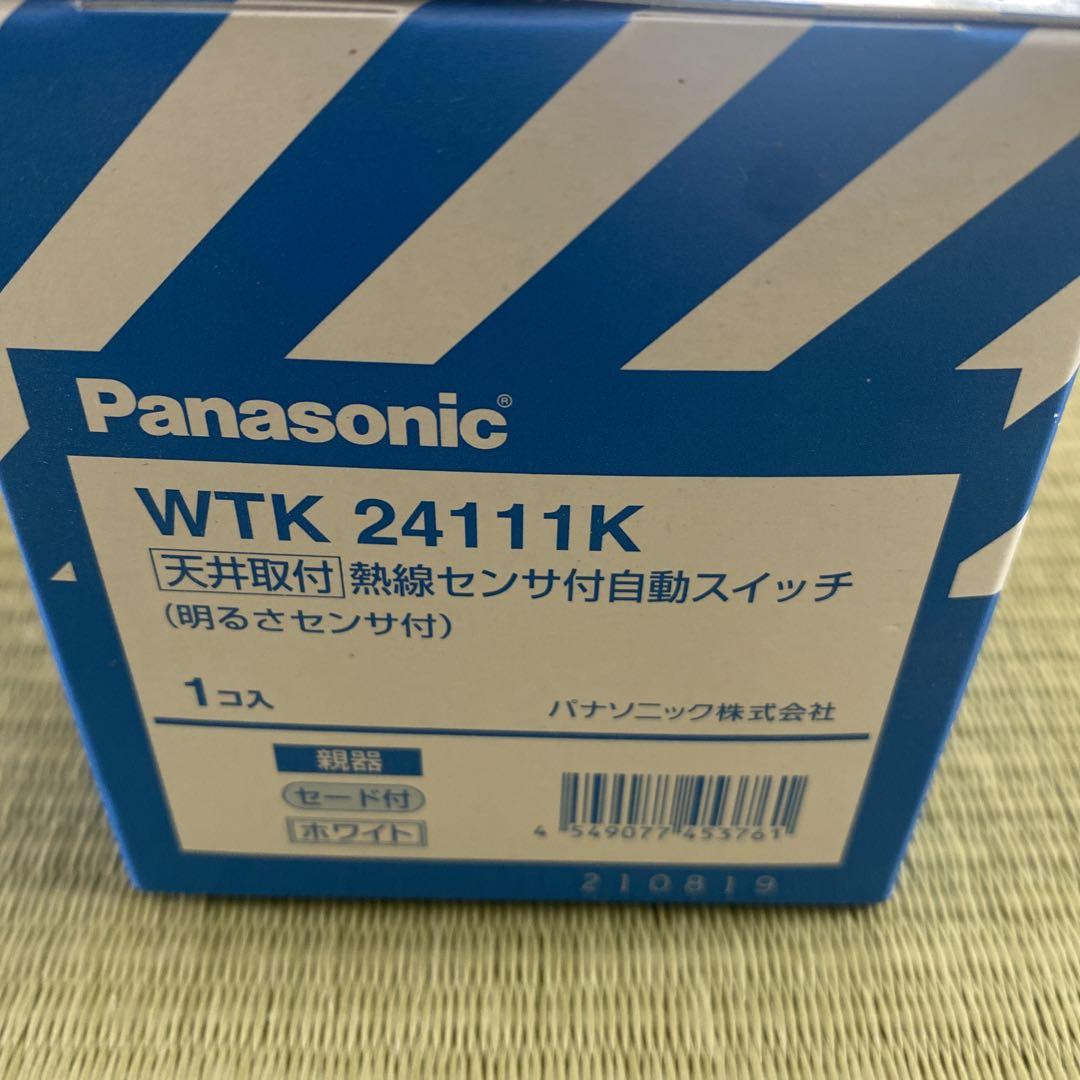 Panasonic®
WTK 24111K
天井取付 熱線センサ付自動スイッチ
(明るさセンサ付)
1コ入
パナソニック株式会社
親器
セード付
ホワイト
4 549077 453761
210819